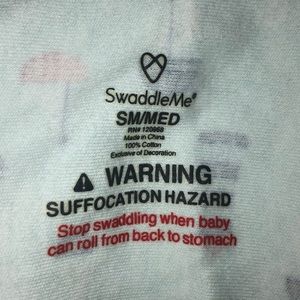 SwaddleMe®
SM/MED
RN# 120668
Made in China
100% Cotton
Exclusive of Decoration
⚠ WARNING
SUFFOCATION HAZARD
Stop swaddling when baby
can roll from back to stomach